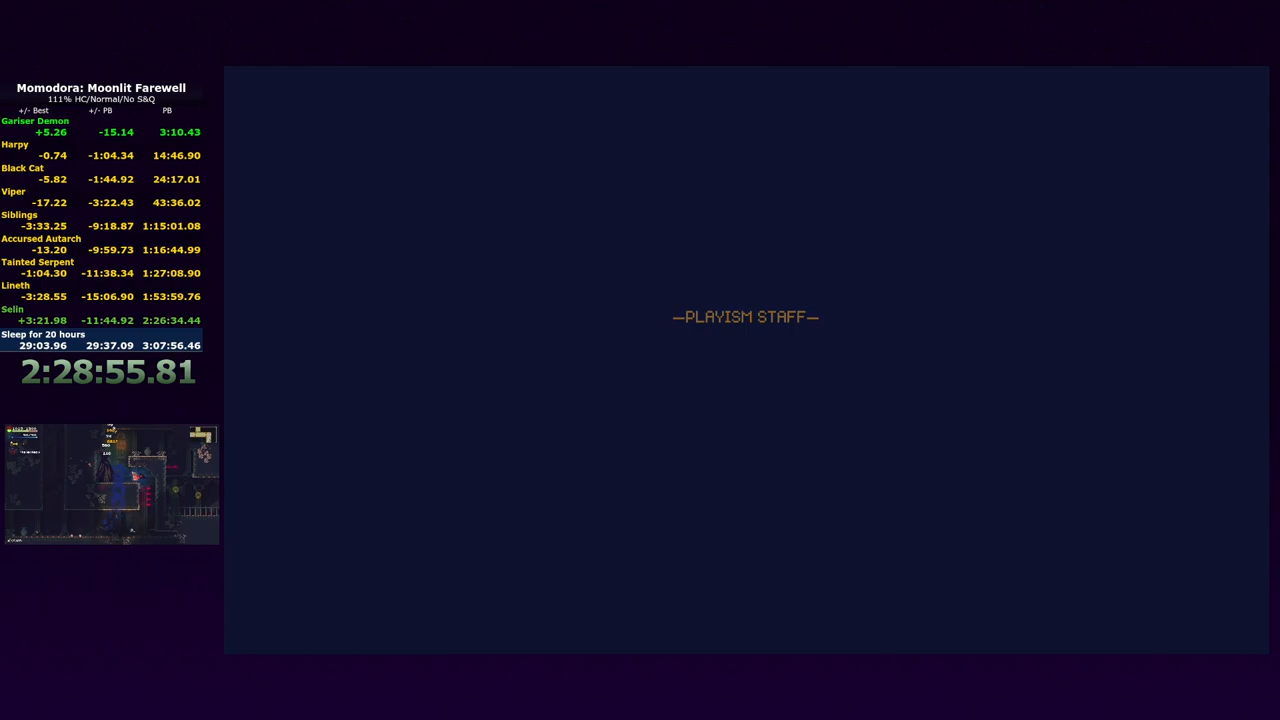 Momodora: Moonlit Farewell
111% HC/Normal/No S&Q
+/- Best +/- PB PB
Gariser Demon
+5.26 -15.14 3:10.43
Harpy
-0.74 -1:04.34 14:46.90
Black Cat
-5.82 -1:44.92 24:17.01
Viper
-17.22 -3:22.43 43:36.02
Siblings
-3:33.25 -9:18.87 1:15:01.08
Accursed Autarch
-13.20 -9:59.73 1:16:44.99
Tainted Serpent
-1:04.30 -11:38.34 1:27:08.90
Lineth
-3:28.55 -15:06.90 1:53:59.76
Selin
+3:21.98 -11:44.92 2:26:34.44
Sleep for 20 hours
29:03.96 29:37.09 3:07:56.46
2:28:55.81
—PLAYISM STAFF—